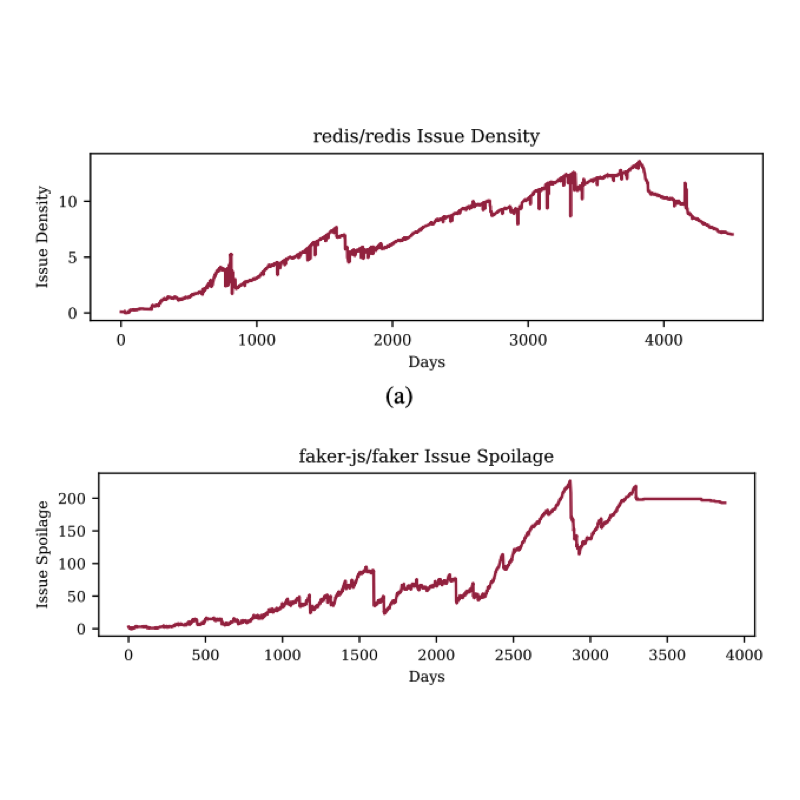 redis/redis Issue Density
Issue Density
10
5
0
0 1000 2000 3000 4000
Days
(a)
faker-js/faker Issue Spoilage
Issue Spoilage
200
150
100
50
0
0 500 1000 1500 2000 2500 3000 3500 4000
Days